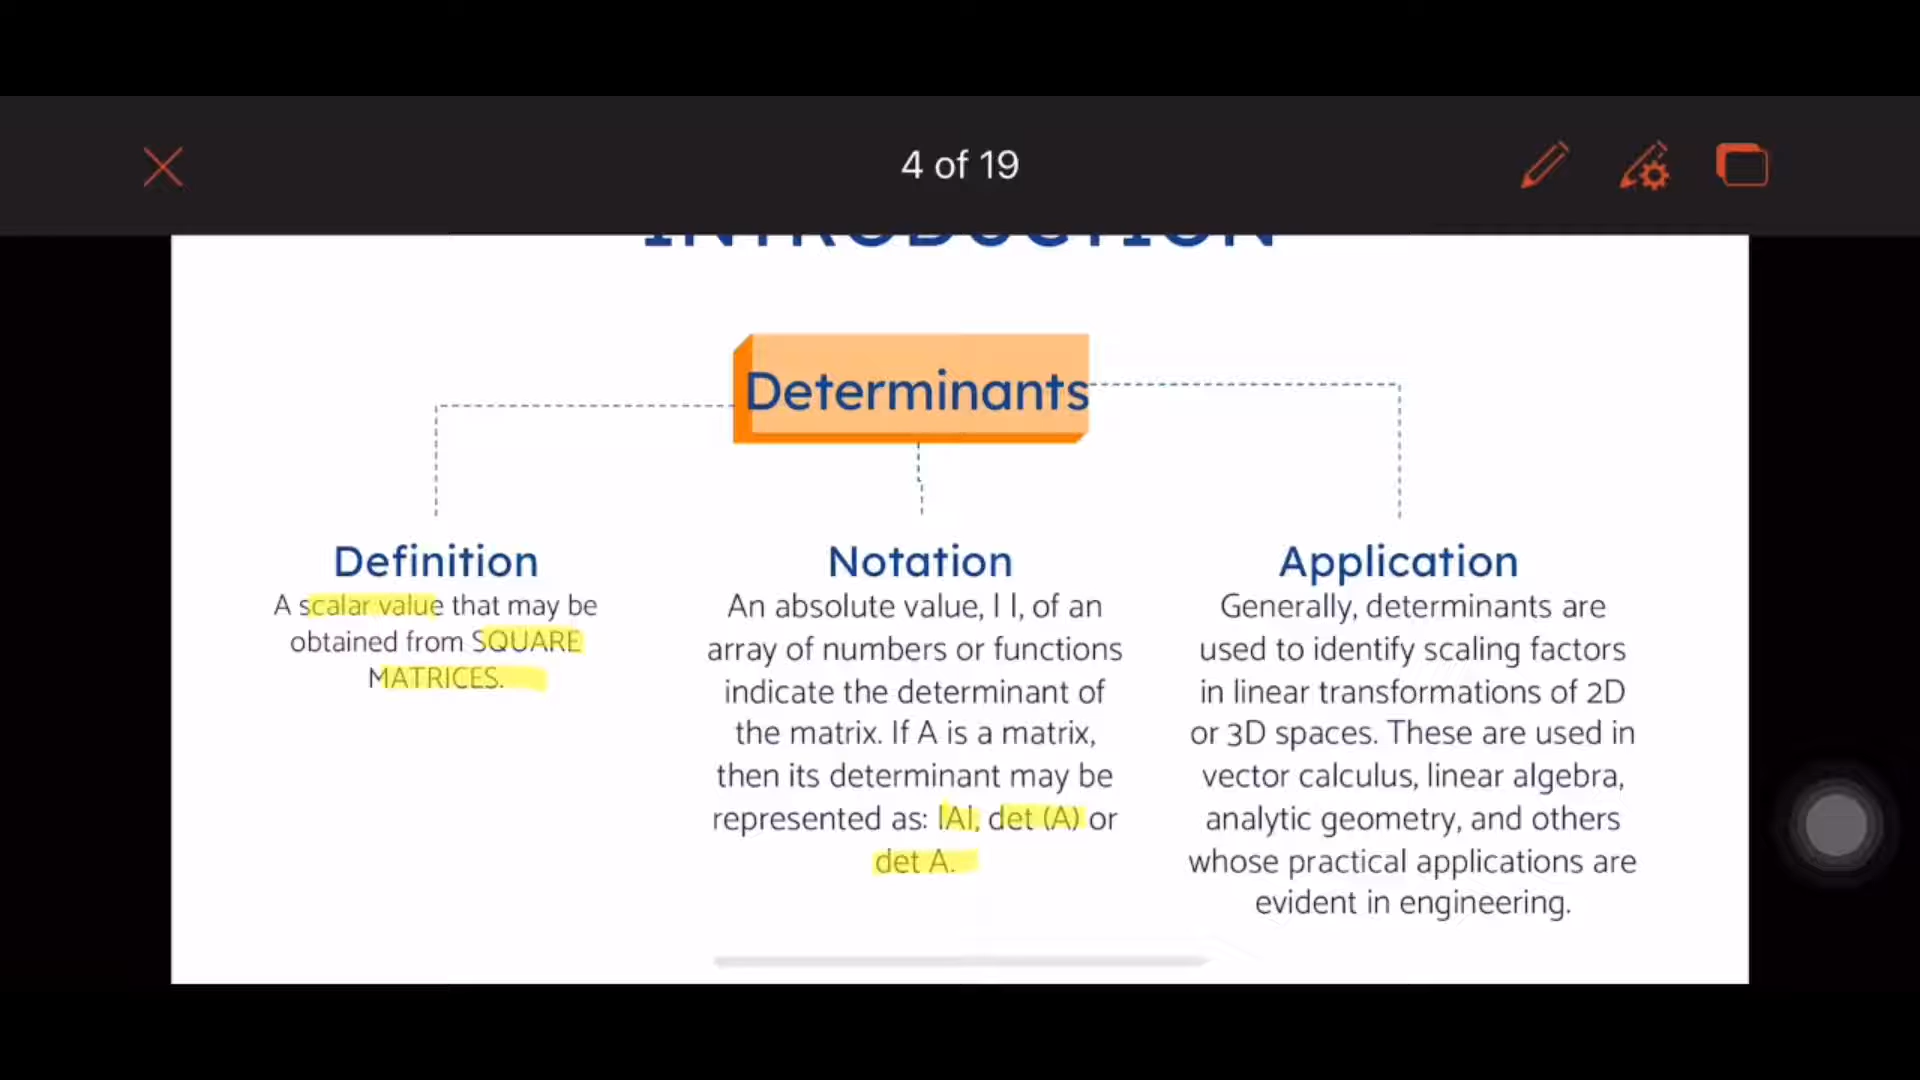 4 of 19
INTRODUCTION
Determinants
Definition
A scalar value that may be
obtained from SQUARE
MATRICES.
Notation
An absolute value, l l, of an
array of numbers or functions
indicate the determinant of
the matrix. If A is a matrix,
then its determinant may be
represented as: lAl, det (A) or
det A.
Application
Generally, determinants are
used to identify scaling factors
in linear transformations of 2D
or 3D spaces. These are used in
vector calculus, linear algebra,
analytic geometry, and others
whose practical applications are
evident in engineering.